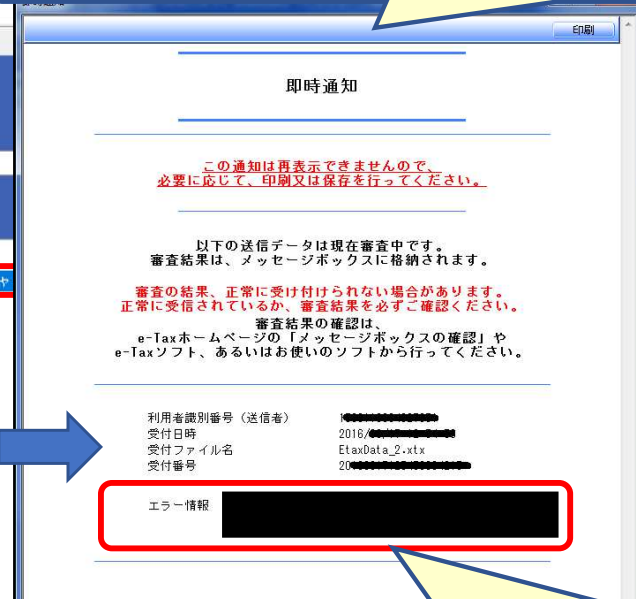 印刷
即時通知
この通知は再表示できませんので、
必要に応じて、印刷又は保存を行ってください。
以下の送信データは現在審査中です。
審査結果は、メッセージボックスに格納されます。
審査の結果、正常に受け付けられない場合があります。
正常に受信されているか、審査結果を必ずご確認ください。
審査結果の確認は、
e-Taxホームページの「メッセージボックスの確認」や
e-Taxソフト、あるいはお使いのソフトから行ってください。
利用者識別番号（送信者）
受付日時 2016/
受付ファイル名 EtaxData_2.xtx
受付番号 20
エラー情報